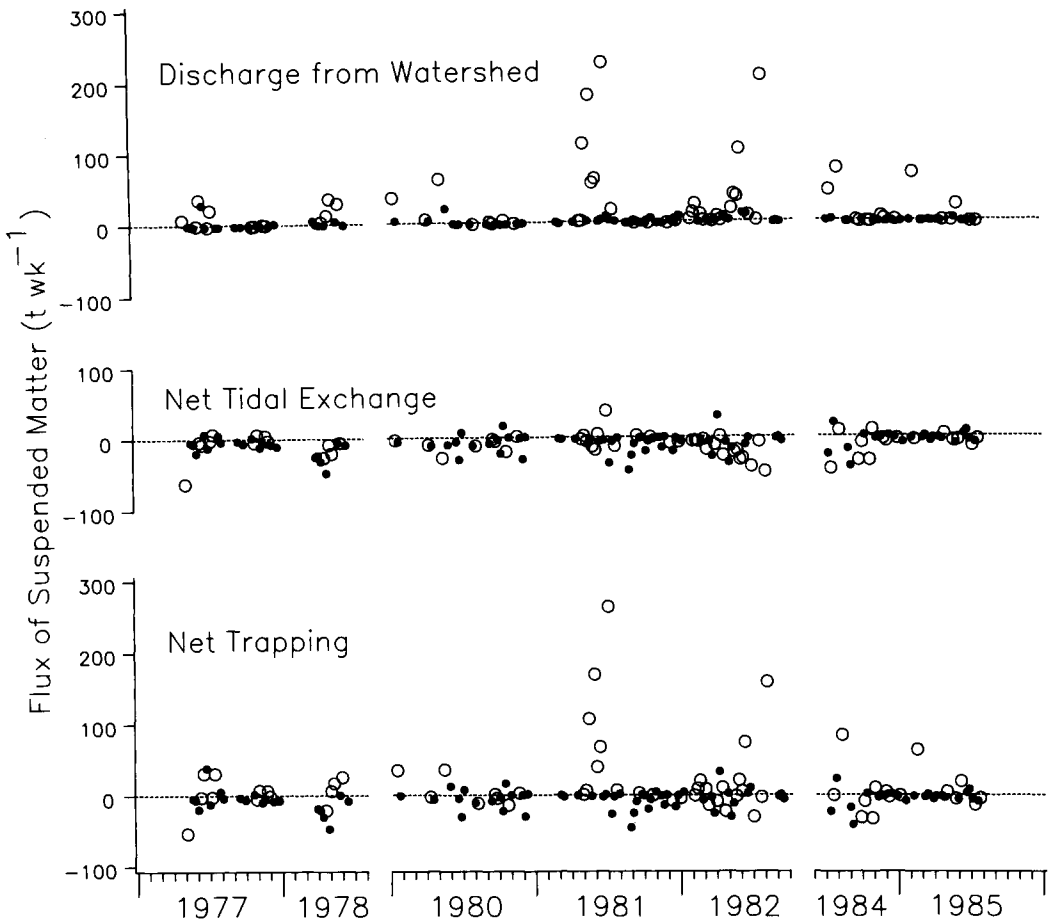 Flux of Suspended Matter (t wk⁻¹)
300
Discharge from Watershed
200
100
0
-100
100
Net Tidal Exchange
0
-100
300
Net Trapping
200
100
0
-100
1977 1978 1980 1981 1982 1984 1985